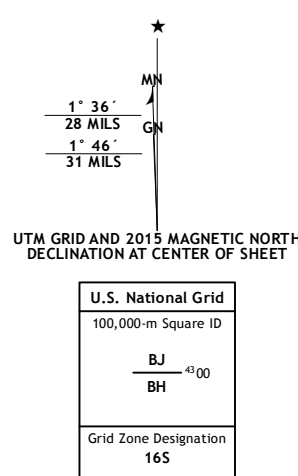 ★
MN
1° 36´
28 MILS
GN
1° 46´
31 MILS
UTM GRID AND 2015 MAGNETIC NORTH
DECLINATION AT CENTER OF SHEET
U.S. National Grid
100,000-m Square ID
BJ
4300
BH
Grid Zone Designation
16S